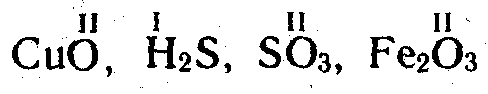 II I II II
CuO, H₂S, SO₃, Fe₂O₃